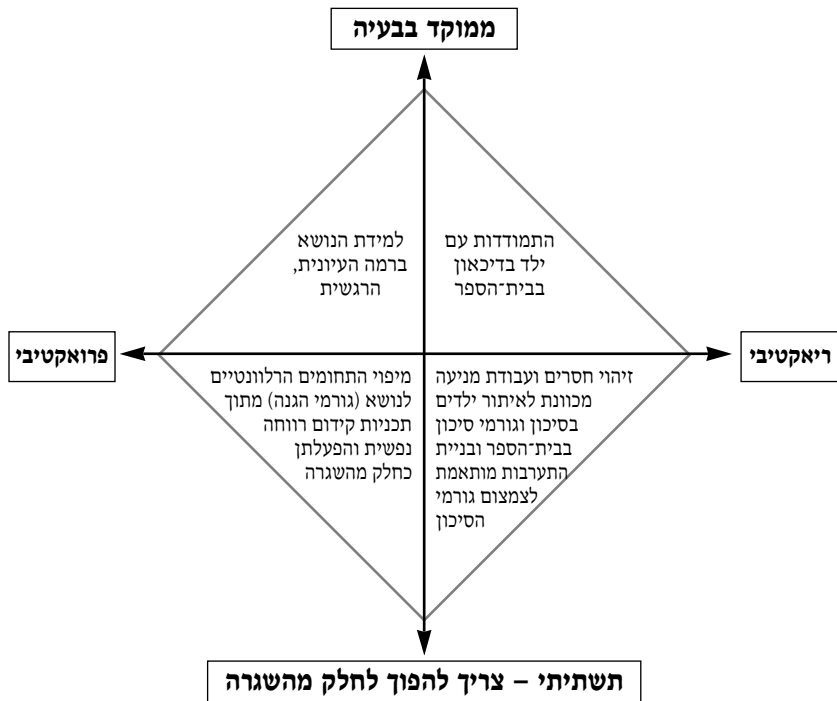 ממוקד בבעיה
התמודדות עם
ילד בדיכאון
בבית־הספר
למידת הנושא
ברמה העיונית,
הרגשית
ריאקטיבי
פרואקטיבי
זיהוי חסרים ועבודת מניעה
מכוונת לאיתור ילדים
בסיכון וגורמי סיכון
בבית־הספר ובניית
התערבות מותאמת
לצמצום גורמי
הסיכון
מיפוי התחומים הרלוונטיים
לנושא (גורמי הגנה) מתוך
תכניות קידום רווחה
נפשית והפעלתן
כחלק מהשגרה
תשתיתי – צריך להפוך לחלק מהשגרה